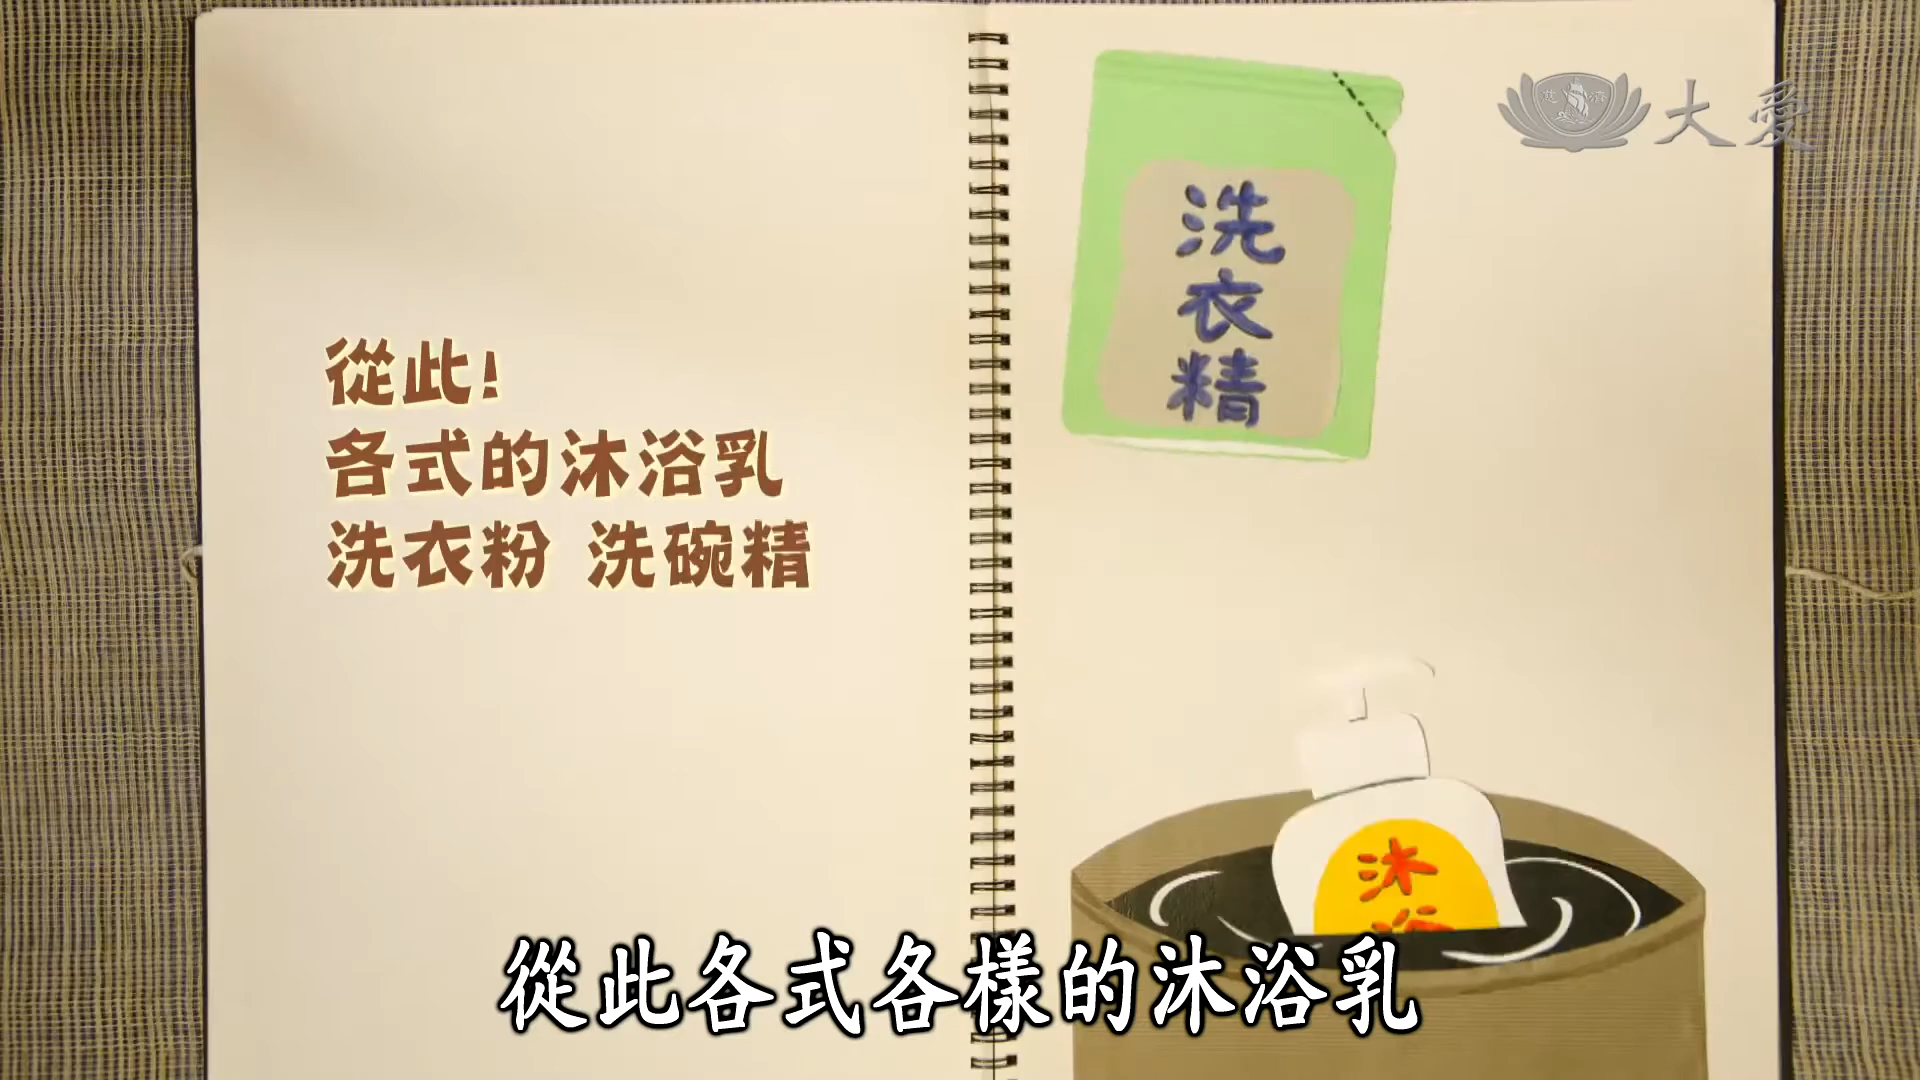 從此!
各式的沐浴乳
洗衣粉 洗碗精
洗衣精
大愛
沐浴
從此各式各樣的沐浴乳